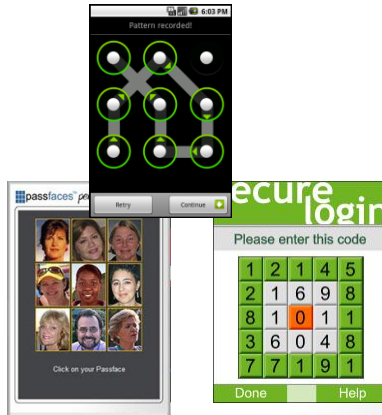 6:03 PM
Pattern recorded!
Retry
Continue
passfaces™
Click on your Passface
ecure
login
Please enter this code
1 2 1 4 5
2 1 6 9 8
8 1 0 1 1
3 6 0 4 8
7 7 1 9 1
Done
Help